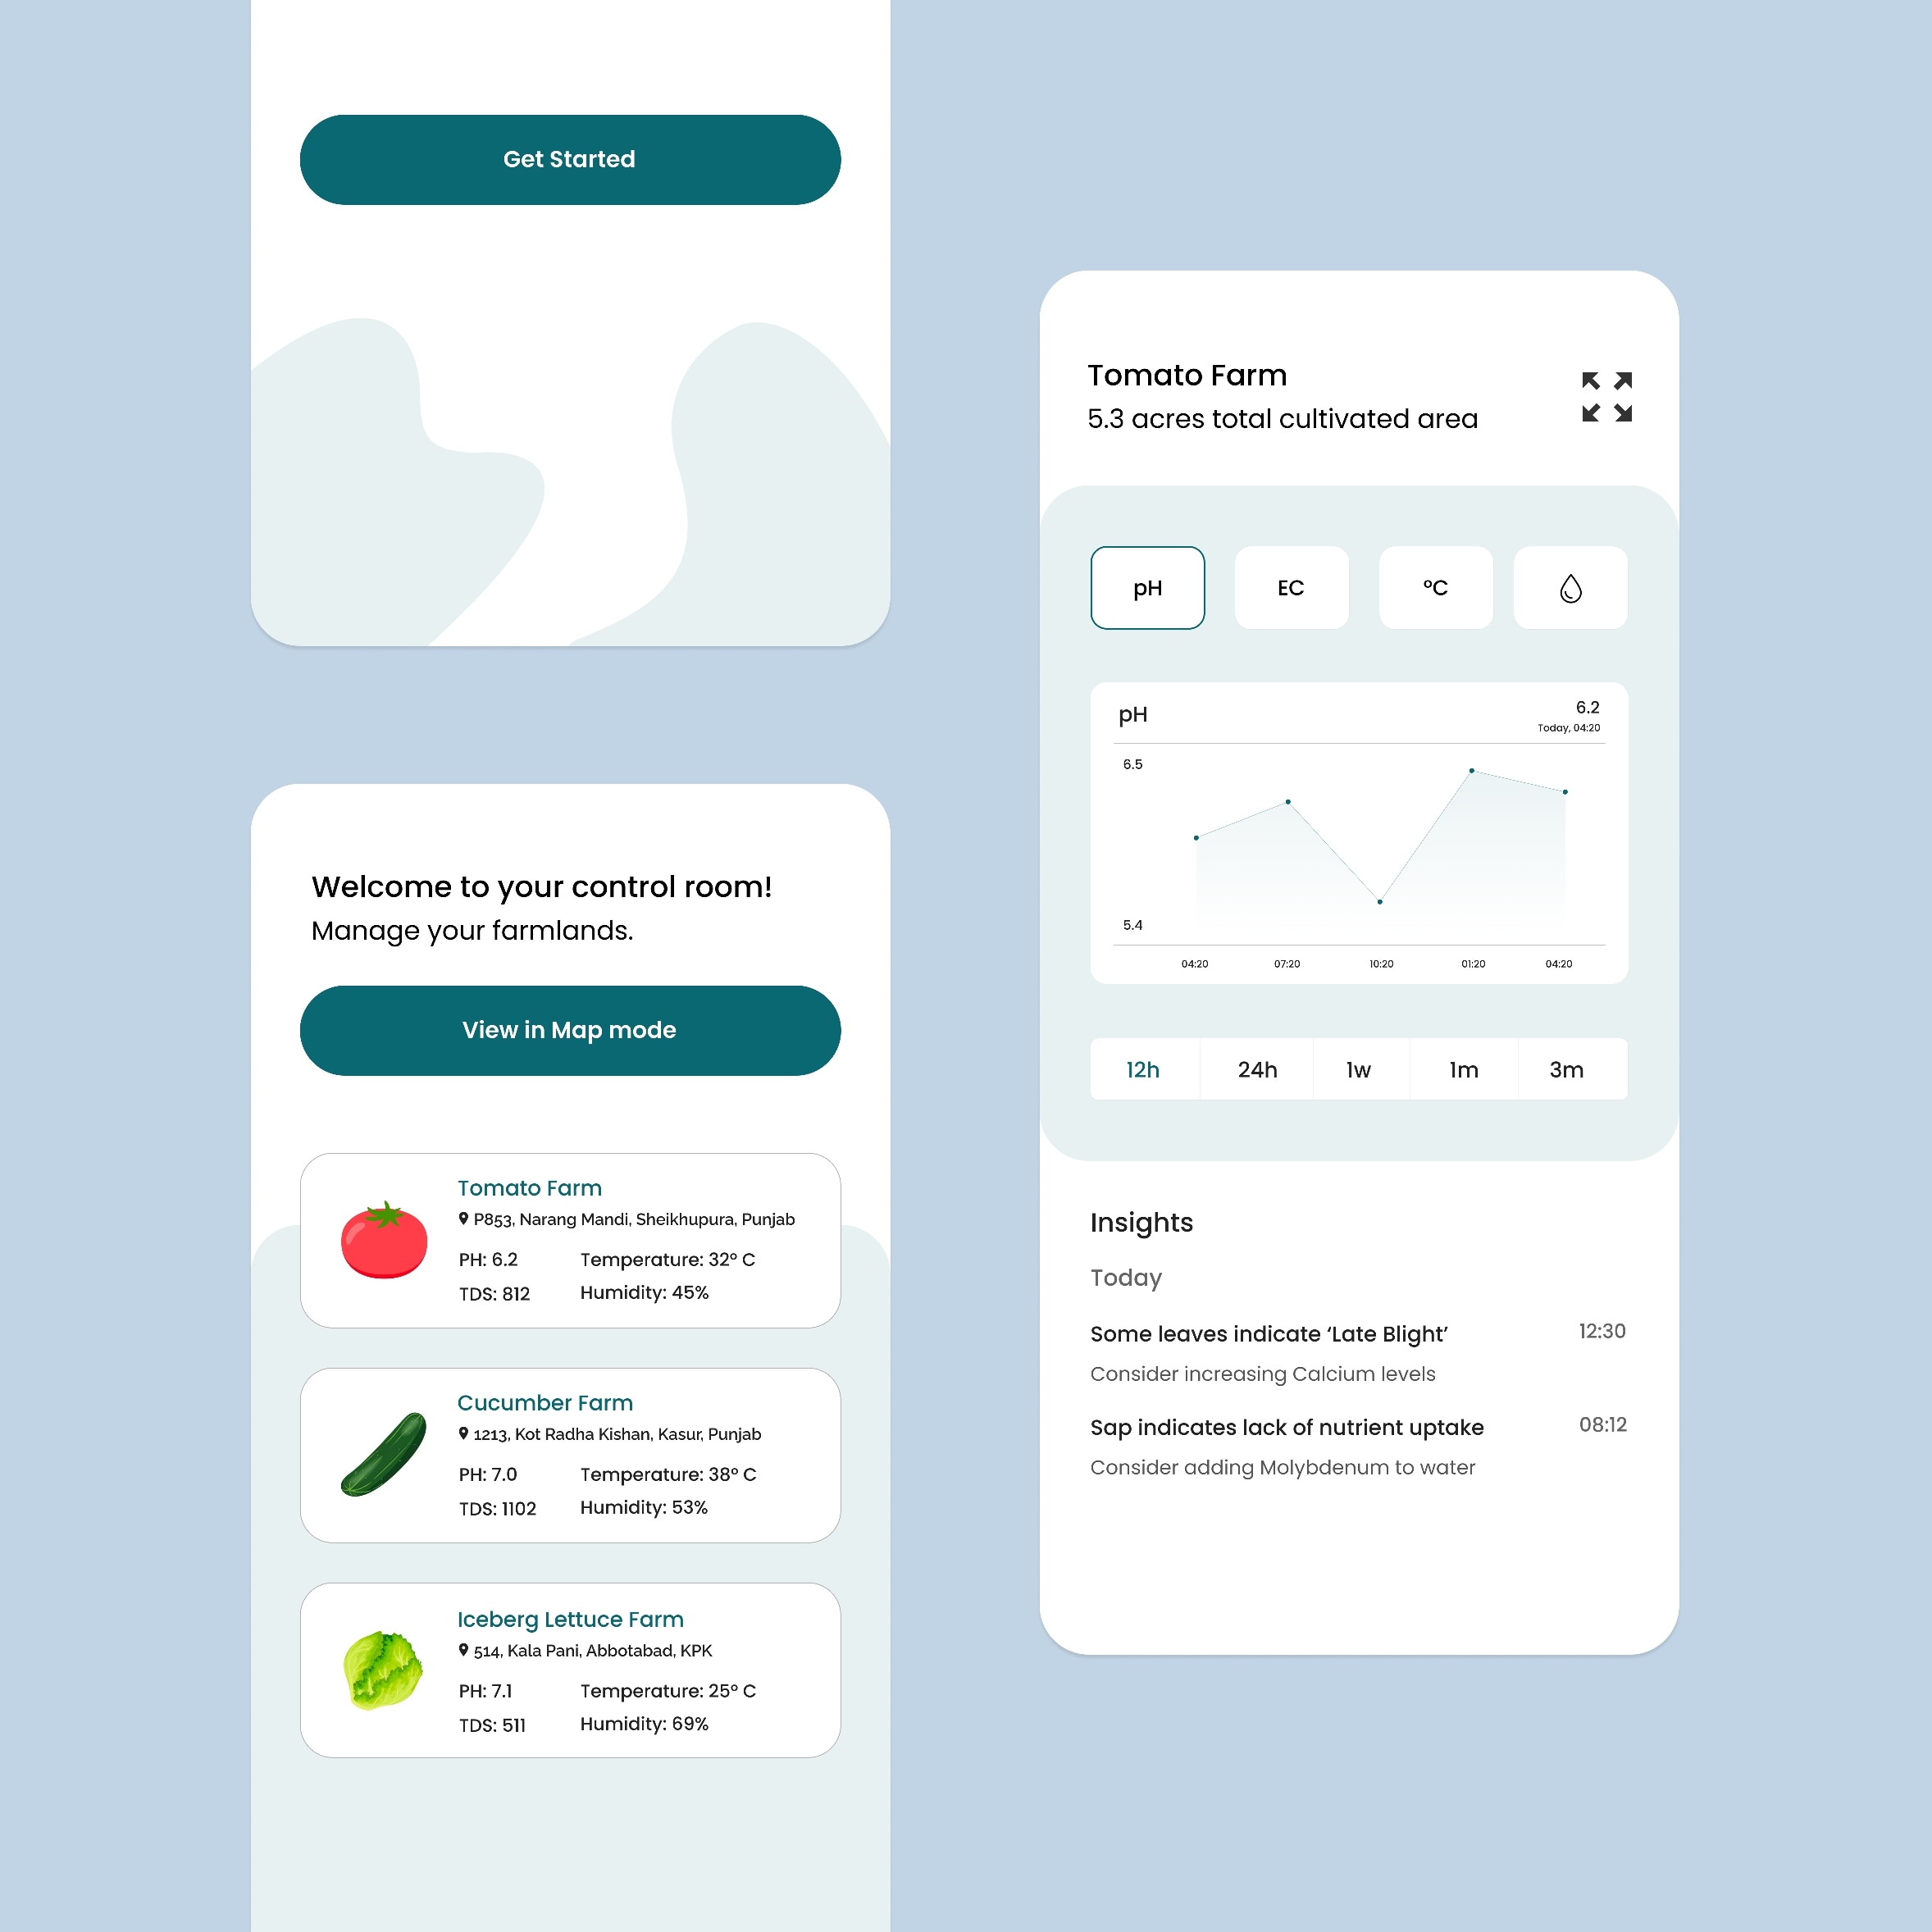 Get Started
Welcome to your control room!
Manage your farmlands.
View in Map mode
Tomato Farm
P853, Narang Mandi, Sheikhupura, Punjab
PH: 6.2 Temperature: 32º C
TDS: 812 Humidity: 45%
Cucumber Farm
1213, Kot Radha Kishan, Kasur, Punjab
PH: 7.0 Temperature: 38º C
TDS: 1102 Humidity: 53%
Iceberg Lettuce Farm
514, Kala Pani, Abbotabad, KPK
PH: 7.1 Temperature: 25º C
TDS: 511 Humidity: 69%
Tomato Farm
5.3 acres total cultivated area
pH EC ºC
pH 6.2
Today, 04:20
6.5
5.4
04:20 07:20 10:20 01:20 04:20
12h 24h 1w 1m 3m
Insights
Today
Some leaves indicate ‘Late Blight’ 12:30
Consider increasing Calcium levels
Sap indicates lack of nutrient uptake 08:12
Consider adding Molybdenum to water